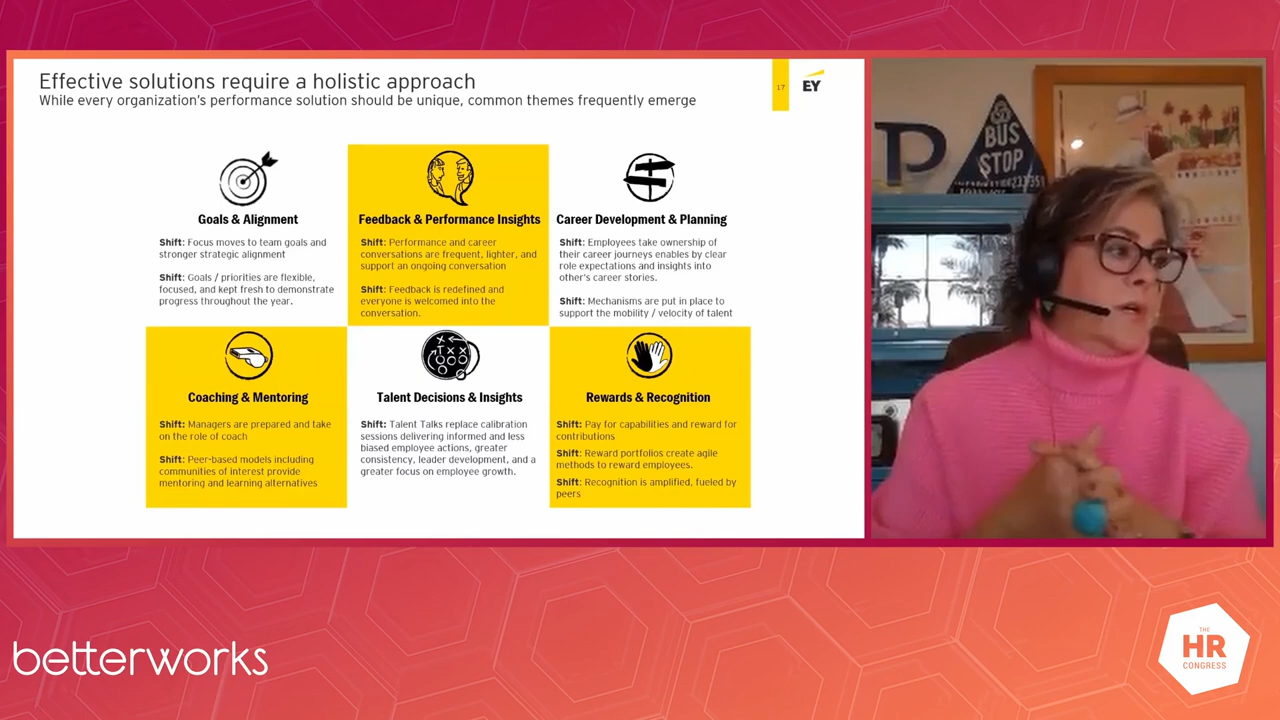 Effective solutions require a holistic approach
While every organization's performance solution should be unique, common themes frequently emerge
17
EY
Goals & Alignment
Shift: Focus moves to team goals and
stronger strategic alignment
Shift: Goals / priorities are flexible,
focused, and kept fresh to demonstrate
progress throughout the year.
Feedback & Performance Insights
Shift: Performance and career
conversations are frequent, lighter, and
support an ongoing conversation
Shift: Feedback is redefined and
everyone is welcomed into the
conversation.
Career Development & Planning
Shift: Employees take ownership of
their career journeys enables by clear
role expectations and insights into
other's career stories.
Shift: Mechanisms are put in place to
support the mobility / velocity of talent
Coaching & Mentoring
Shift: Managers are prepared and take
on the role of coach
Shift: Peer-based models including
communities of interest provide
mentoring and learning alternatives
Talent Decisions & Insights
Shift: Talent Talks replace calibration
sessions delivering informed and less
biased employee actions, greater
consistency, leader development, and a
greater focus on employee growth.
Rewards & Recognition
Shift: Pay for capabilities and reward for
contributions
Shift: Reward portfolios create agile
methods to reward employees.
Shift: Recognition is amplified, fueled by
peers
P
BUS
STOP
betterworks
THE
HR
CONGRESS